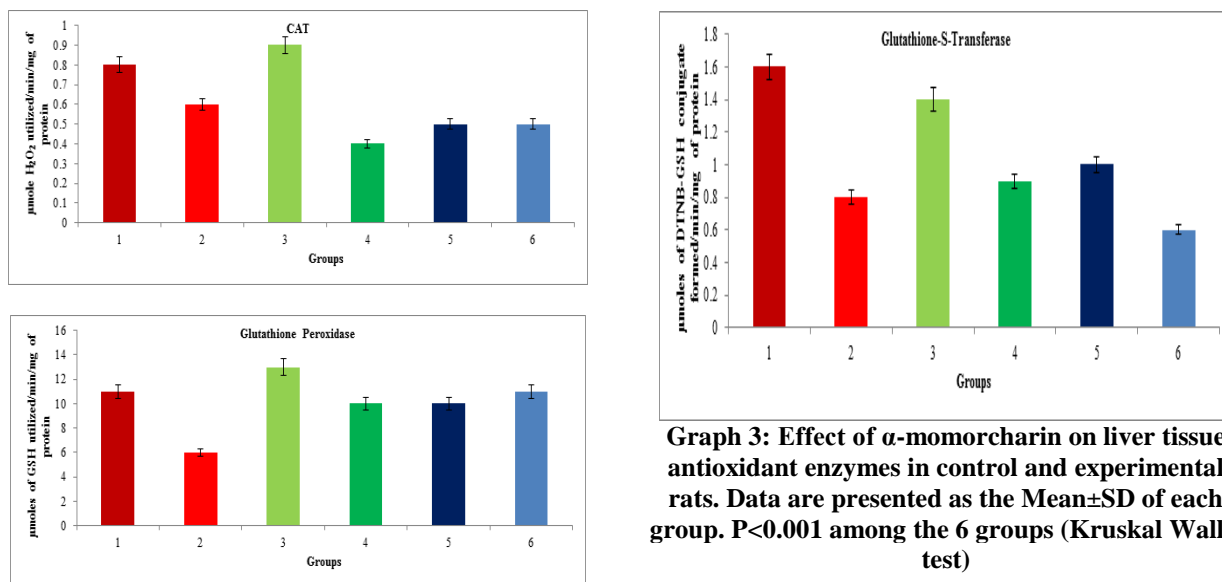 CAT
µmole H₂O₂ utilized/min/mg of
protein
1
0.9
0.8
0.7
0.6
0.5
0.4
0.3
0.2
0.1
0
1 2 3 4 5 6
Groups
Glutathione Peroxidase
µmoles of GSH utilized/min/mg of
protein
16
14
12
10
8
6
4
2
0
1 2 3 4 5 6
Groups
Glutathione-S-Transferase
µmoles of DTNB-GSH conjugate
formed/min/mg of protein
1.8
1.6
1.4
1.2
1
0.8
0.6
0.4
0.2
0
1 2 3 4 5 6
Groups
Graph 3: Effect of α-momorcharin on liver tissue
antioxidant enzymes in control and experimental
rats. Data are presented as the Mean±SD of each
group. P<0.001 among the 6 groups (Kruskal Wall
test)